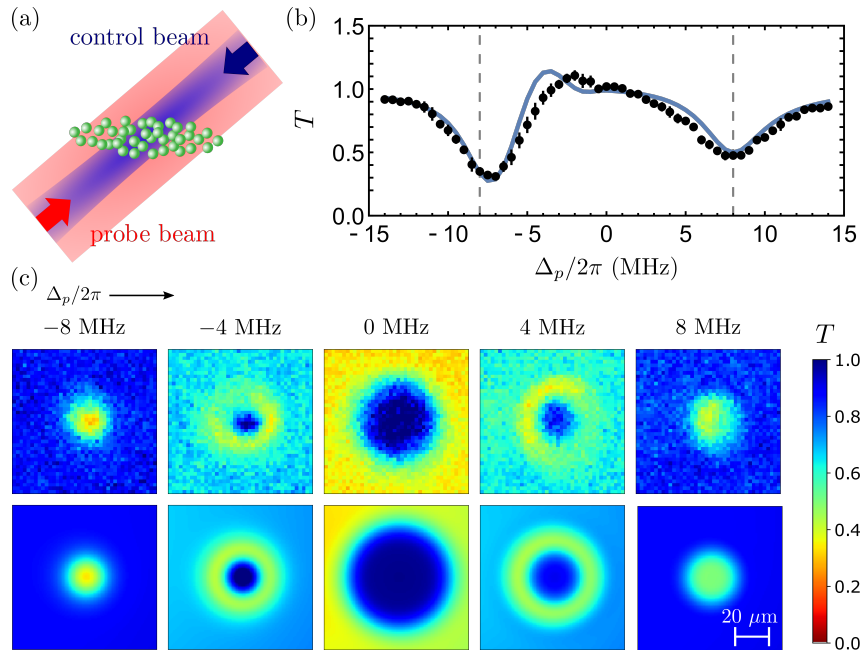 (a)
control beam
probe beam
(b)
T
1.5
1.0
0.5
0.0
-15 -10 -5 0 5 10 15
Δp/2π (MHz)
(c)
Δp/2π
−8 MHz −4 MHz 0 MHz 4 MHz 8 MHz
T
1.0
0.8
0.6
0.4
0.2
0.0
20 μm